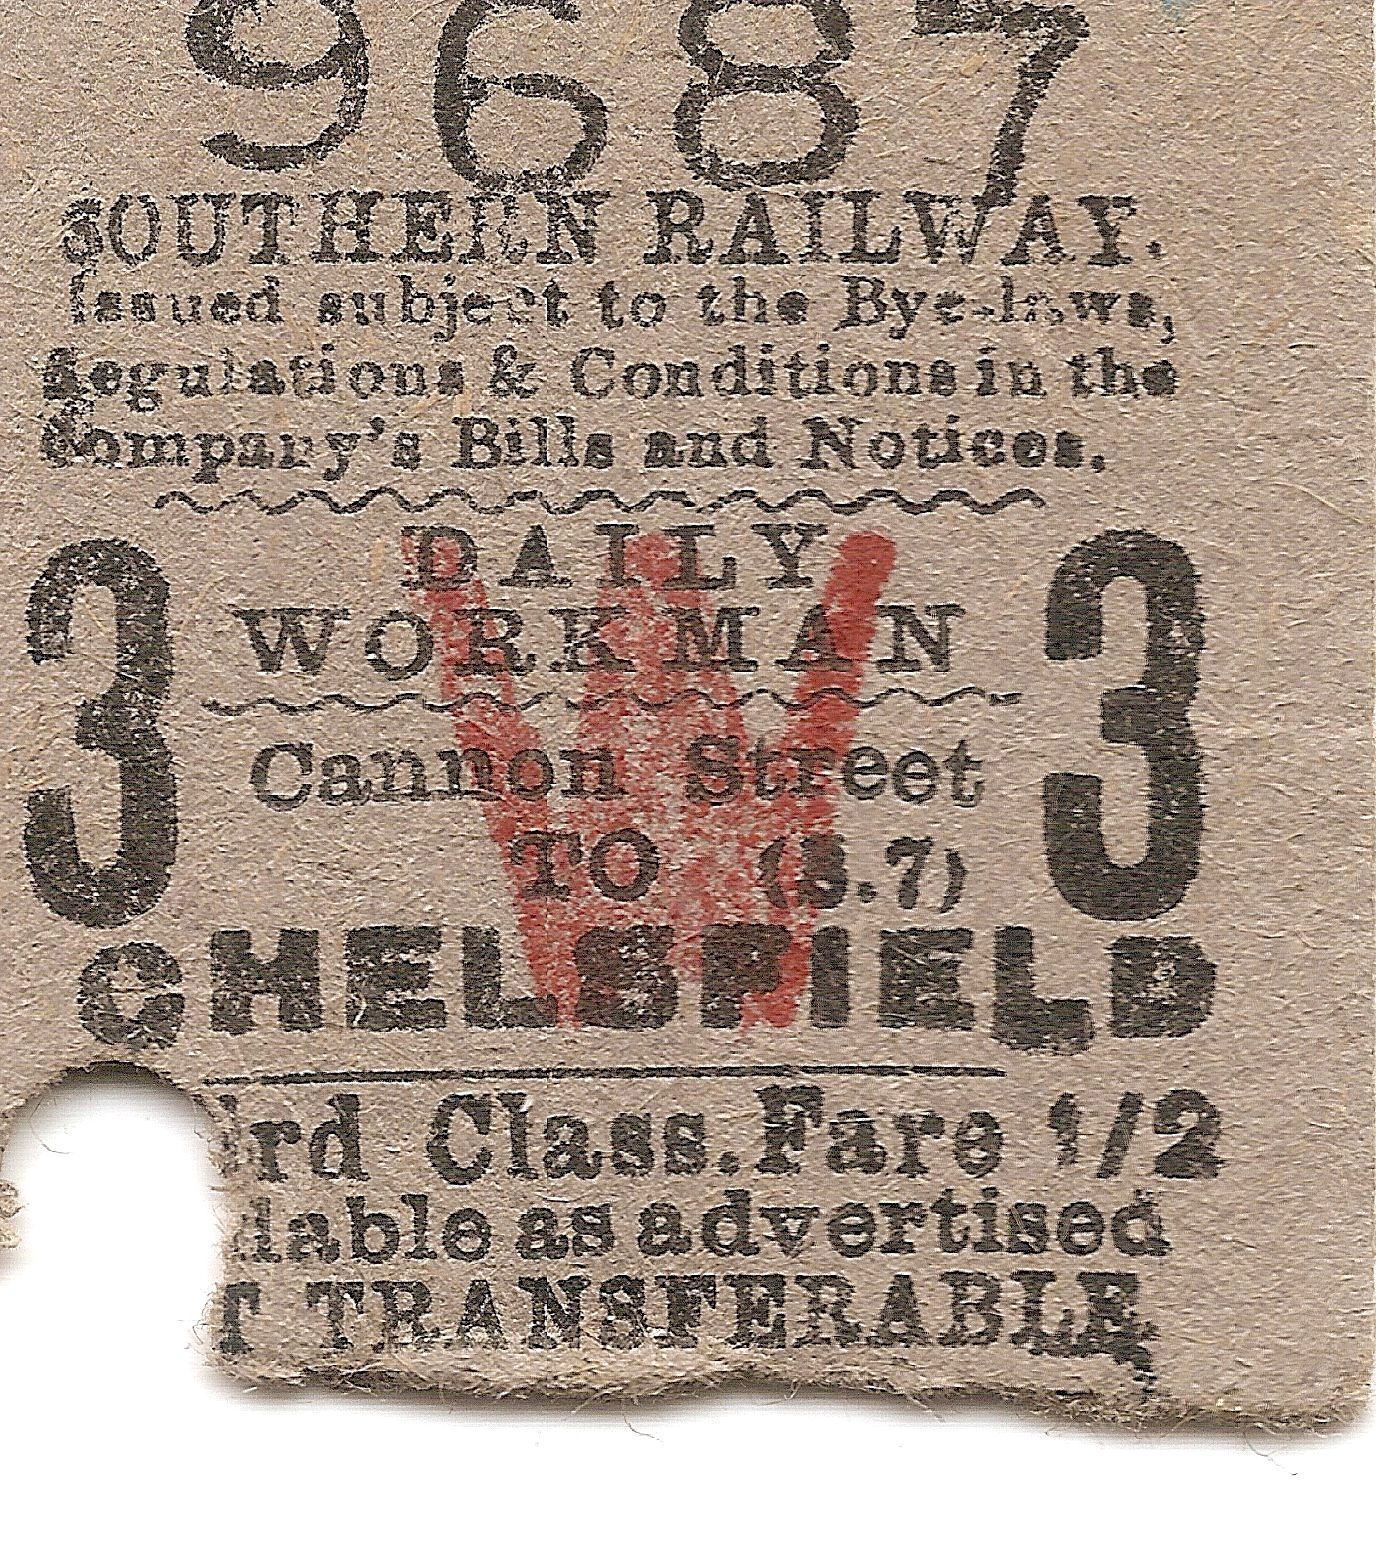 9687
SOUTHERN RAILWAY.
Issued subject to the Bye-laws,
Regulations & Conditions in the
Company's Bills and Notices.
DAILY
WORKMAN
3 3
W
Cannon Street
TO (S.7)
CHELSFIELD
rd Class. Fare 1/2
lable as advertised
T TRANSFERABLE